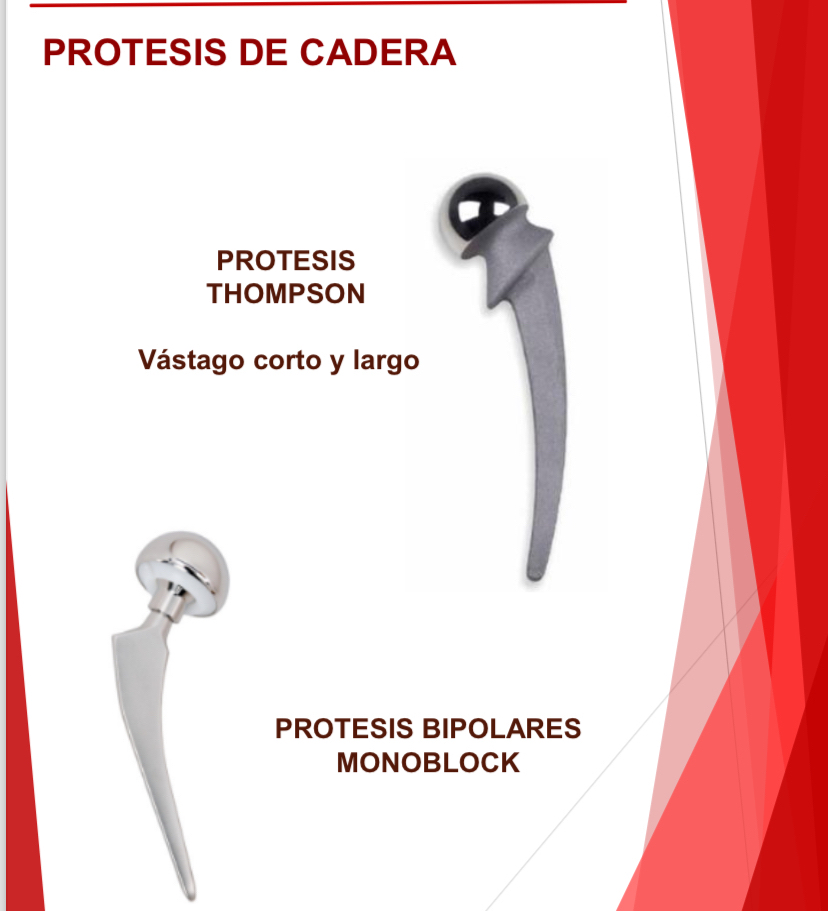 PROTESIS DE CADERA
PROTESIS
THOMPSON
Vástago corto y largo
PROTESIS BIPOLARES
MONOBLOCK